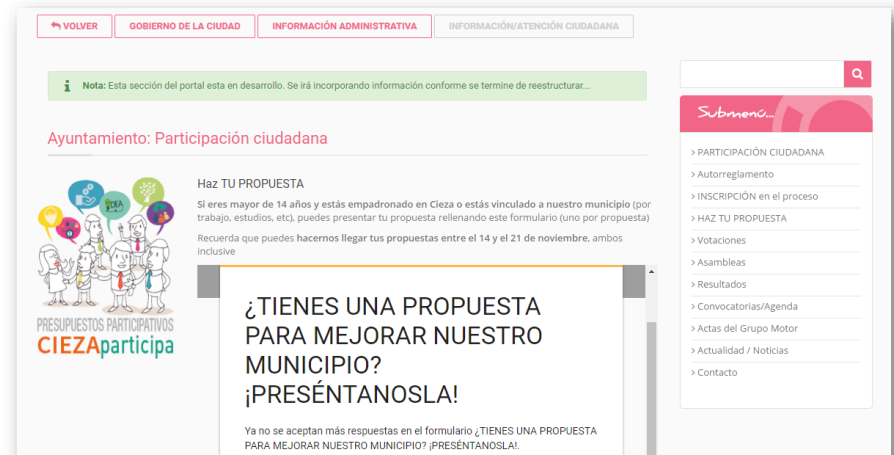 VOLVER
GOBIERNO DE LA CIUDAD
INFORMACIÓN ADMINISTRATIVA
INFORMACIÓN/ATENCIÓN CIUDADANA
Nota: Esta sección del portal esta en desarrollo. Se irá incorporando información conforme se termine de reestructurar...
Ayuntamiento: Participación ciudadana
IDEA
PRESUPUESTOS PARTICIPATIVOS
CIEZAparticipa
Haz TU PROPUESTA
Si eres mayor de 14 años y estás empadronado en Cieza o estás vinculado a nuestro municipio (por
trabajo, estudios, etc), puedes presentar tu propuesta rellenando este formulario (uno por propuesta)
Recuerda que puedes hacernos llegar tus propuestas entre el 14 y el 21 de noviembre, ambos
inclusive
¿TIENES UNA PROPUESTA
PARA MEJORAR NUESTRO
MUNICIPIO?
¡PRESÉNTANOSLA!
Ya no se aceptan más respuestas en el formulario ¿TIENES UNA PROPUESTA
PARA MEJORAR NUESTRO MUNICIPIO? ¡PRESÉNTANOSLA!.
Submenú...
> PARTICIPACIÓN CIUDADANA
> Autorreglamento
> INSCRIPCIÓN en el proceso
> HAZ TU PROPUESTA
> Votaciones
> Asambleas
> Resultados
> Convocatorias/Agenda
> Actas del Grupo Motor
> Actualidad / Noticias
> Contacto